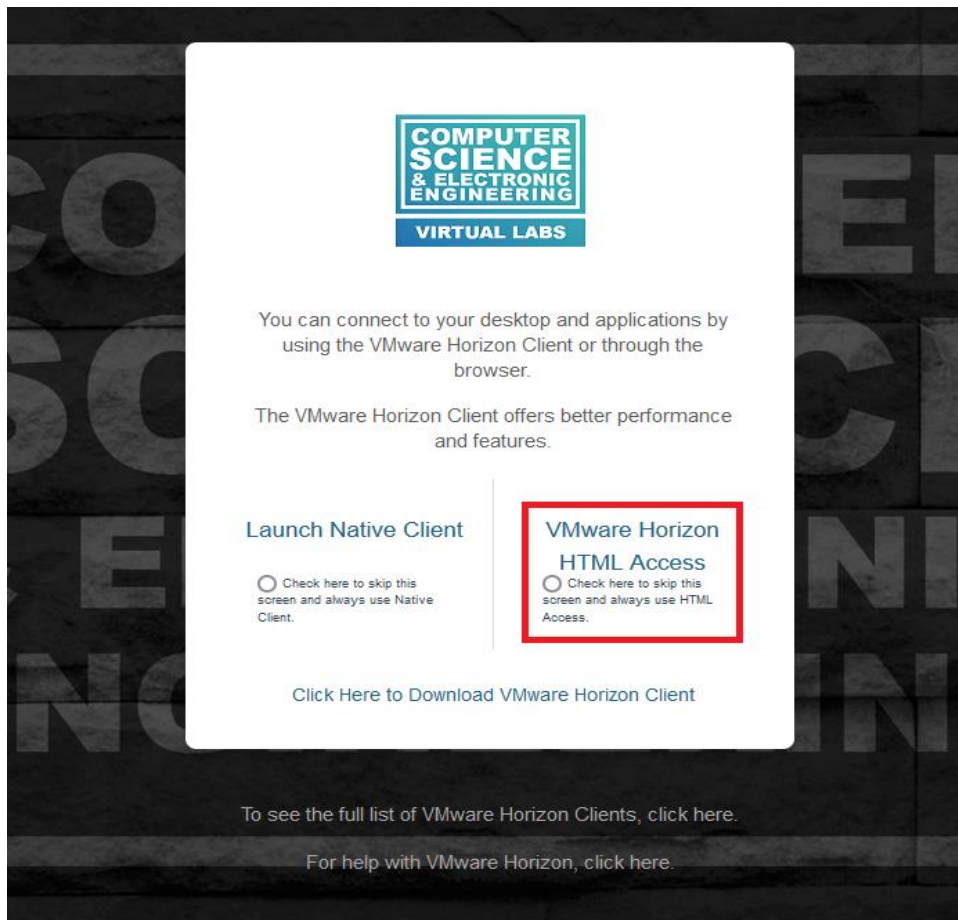 COMPUTER
SCIENCE
& ELECTRONIC
ENGINEERING
VIRTUAL LABS
You can connect to your desktop and applications by
using the VMware Horizon Client or through the
browser.
The VMware Horizon Client offers better performance
and features.
Launch Native Client
Check here to skip this
screen and always use Native
Client.
VMware Horizon
HTML Access
Check here to skip this
screen and always use HTML
Access.
Click Here to Download VMware Horizon Client
To see the full list of VMware Horizon Clients, click here.
For help with VMware Horizon, click here.